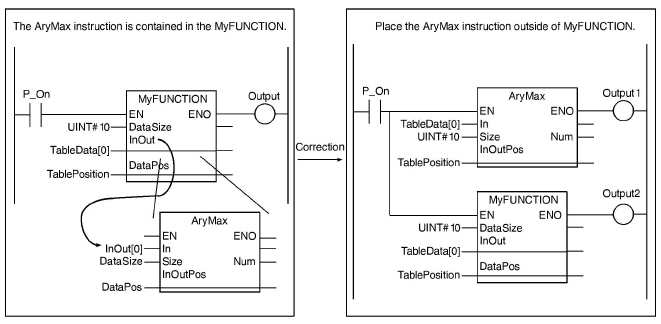 The AryMax instruction is contained in the MyFUNCTION.
P_On
MyFUNCTION
Output
EN ENO
UINT# 10 DataSize
InOut
TableData[0]
DataPos
TablePosition
AryMax
EN ENO
InOut[0] In
DataSize Size Num
InOutPos
DataPos
Correction
Place the AryMax instruction outside of MyFUNCTION.
P_On
AryMax
Output1
EN ENO
TableData[0] In
UINT# 10 Size Num
InOutPos
TablePosition
MyFUNCTION
Output2
EN ENO
UINT# 10 DataSize
InOut
TableData[0]
DataPos
TablePosition